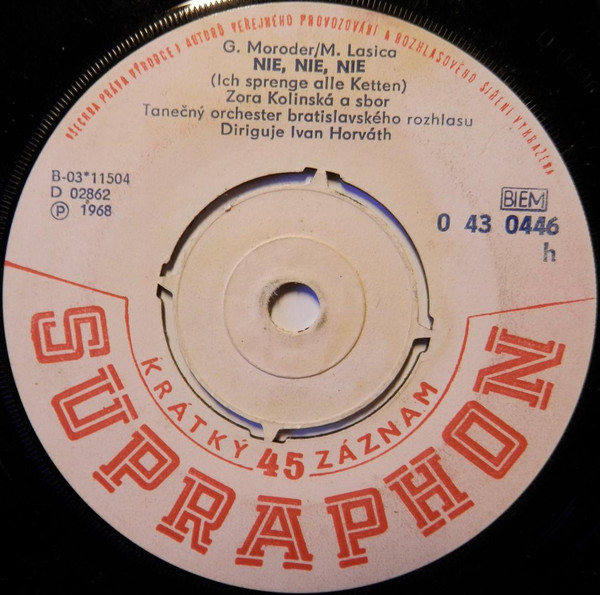 VŠECHNA PRÁVA VÝROBCE I AUTORŮ VEŘEJNÉHO PROVOZOVÁNÍ A ROZHLASOVÉHO ŠÍŘENÍ VYHRAŽENA
G. Moroder/M. Lasica
NIE, NIE, NIE
(Ich sprenge alle Ketten)
Zora Kolinská a sbor
Tanečný orchester bratislavského rozhlasu
Diriguje Ivan Horváth
B-03*11504
D 02862
Ⓟ 1968
BIEM
0 43 0446
h
KRÁTKÝ 45 ZÁZNAM
SUPRAPHON